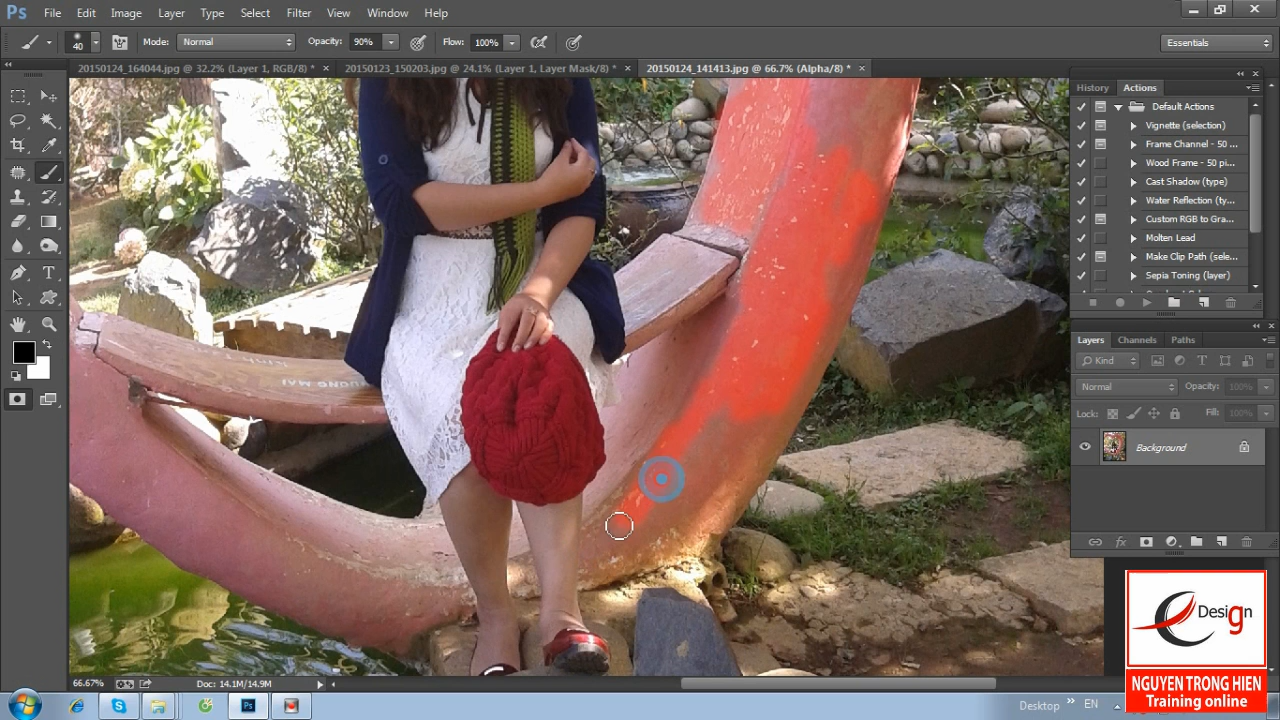 Ps File Edit Image Layer Type Select Filter View Window Help
40 Mode: Normal Opacity: 90% Flow: 100% Essentials
20150124_164044.jpg @ 32.2% (Layer 1, RGB/8) * × 20150123_150203.jpg @ 24.1% (Layer 1, Layer Mask/8) * × 20150124_141413.jpg @ 66.7% (Alpha/8) * ×
History Actions
Default Actions
Vignette (selection)
Frame Channel - 50 ...
Wood Frame - 50 pi...
Cast Shadow (type)
Water Reflection (ty...
Custom RGB to Gra...
Molten Lead
Make Clip Path (sele...
Sepia Toning (layer)
Layers Channels Paths
Kind
Normal Opacity: 100%
Lock: Fill: 100%
Background
66.67% Doc: 14.1M/14.9M
Design
NGUYEN TRONG HIEN
Training online
Desktop » EN